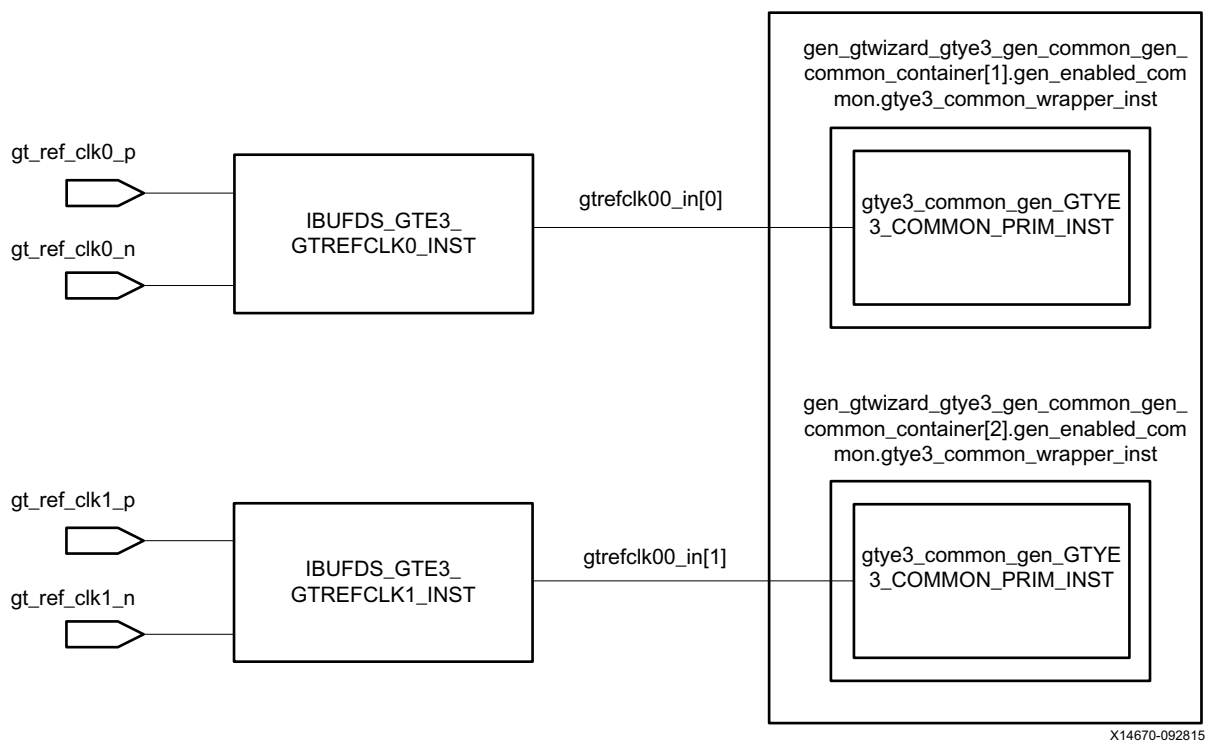 gen_gtwizard_gtye3_gen_common_gen_
common_container[1].gen_enabled_com
mon.gtye3_common_wrapper_inst
gt_ref_clk0_p
gt_ref_clk0_n
IBUFDS_GTE3_
GTREFCLK0_INST
gtrefclk00_in[0]
gtye3_common_gen_GTYE
3_COMMON_PRIM_INST
gen_gtwizard_gtye3_gen_common_gen_
common_container[2].gen_enabled_com
mon.gtye3_common_wrapper_inst
gt_ref_clk1_p
gt_ref_clk1_n
IBUFDS_GTE3_
GTREFCLK1_INST
gtrefclk00_in[1]
gtye3_common_gen_GTYE
3_COMMON_PRIM_INST
X14670-092815